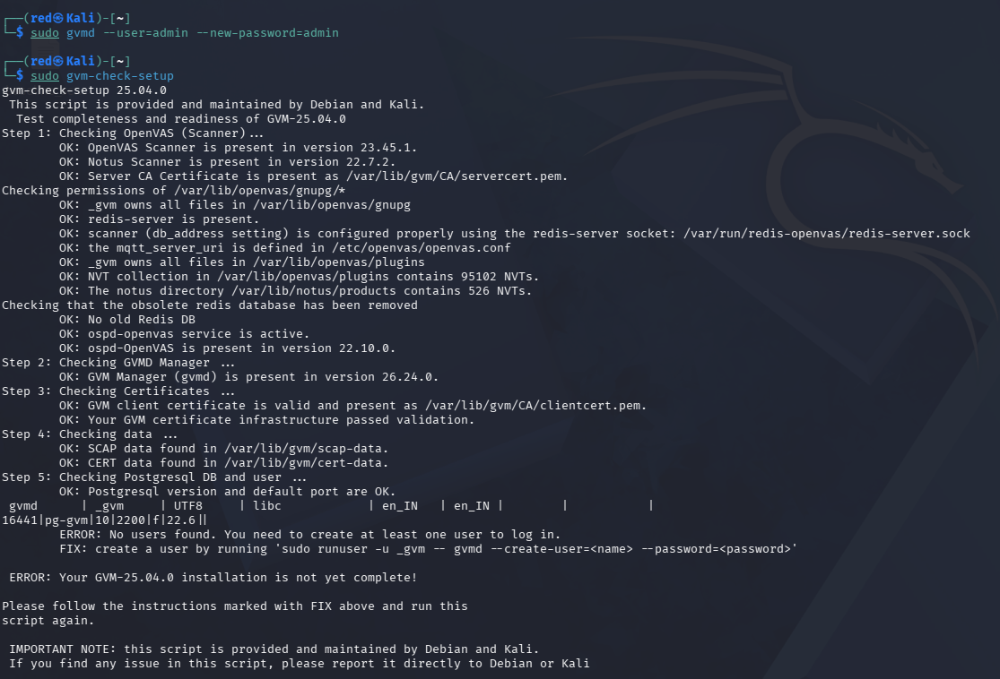 ┌──(red㉿Kali)-[~]
└─$ sudo gvmd --user=admin --new-password=admin

┌──(red㉿Kali)-[~]
└─$ sudo gvm-check-setup
gvm-check-setup 25.04.0
 This script is provided and maintained by Debian and Kali.
  Test completeness and readiness of GVM-25.04.0
Step 1: Checking OpenVAS (Scanner)...
        OK: OpenVAS Scanner is present in version 23.45.1.
        OK: Notus Scanner is present in version 22.7.2.
        OK: Server CA Certificate is present as /var/lib/gvm/CA/servercert.pem.
Checking permissions of /var/lib/openvas/gnupg/*
        OK: _gvm owns all files in /var/lib/openvas/gnupg
        OK: redis-server is present.
        OK: scanner (db_address setting) is configured properly using the redis-server socket: /var/run/redis-openvas/redis-server.sock
        OK: the mqtt_server_uri is defined in /etc/openvas/openvas.conf
        OK: _gvm owns all files in /var/lib/openvas/plugins
        OK: NVT collection in /var/lib/openvas/plugins contains 95102 NVTs.
        OK: The notus directory /var/lib/notus/products contains 526 NVTs.
Checking that the obsolete redis database has been removed
        OK: No old Redis DB
        OK: ospd-openvas service is active.
        OK: ospd-OpenVAS is present in version 22.10.0.
Step 2: Checking GVMD Manager ...
        OK: GVM Manager (gvmd) is present in version 26.24.0.
Step 3: Checking Certificates ...
        OK: GVM client certificate is valid and present as /var/lib/gvm/CA/clientcert.pem.
        OK: Your GVM certificate infrastructure passed validation.
Step 4: Checking data ...
        OK: SCAP data found in /var/lib/gvm/scap-data.
        OK: CERT data found in /var/lib/gvm/cert-data.
Step 5: Checking Postgresql DB and user ...
        OK: Postgresql version and default port are OK.
 gvmd      | _gvm     | UTF8     | libc            | en_IN   | en_IN |        |           |
16441|pg-gvm|10|2200|f|22.6||
        ERROR: No users found. You need to create at least one user to log in.
        FIX: create a user by running 'sudo runuser -u _gvm -- gvmd --create-user=<name> --password=<password>'

 ERROR: Your GVM-25.04.0 installation is not yet complete!

Please follow the instructions marked with FIX above and run this
script again.

 IMPORTANT NOTE: this script is provided and maintained by Debian and Kali.
 If you find any issue in this script, please report it directly to Debian or Kali